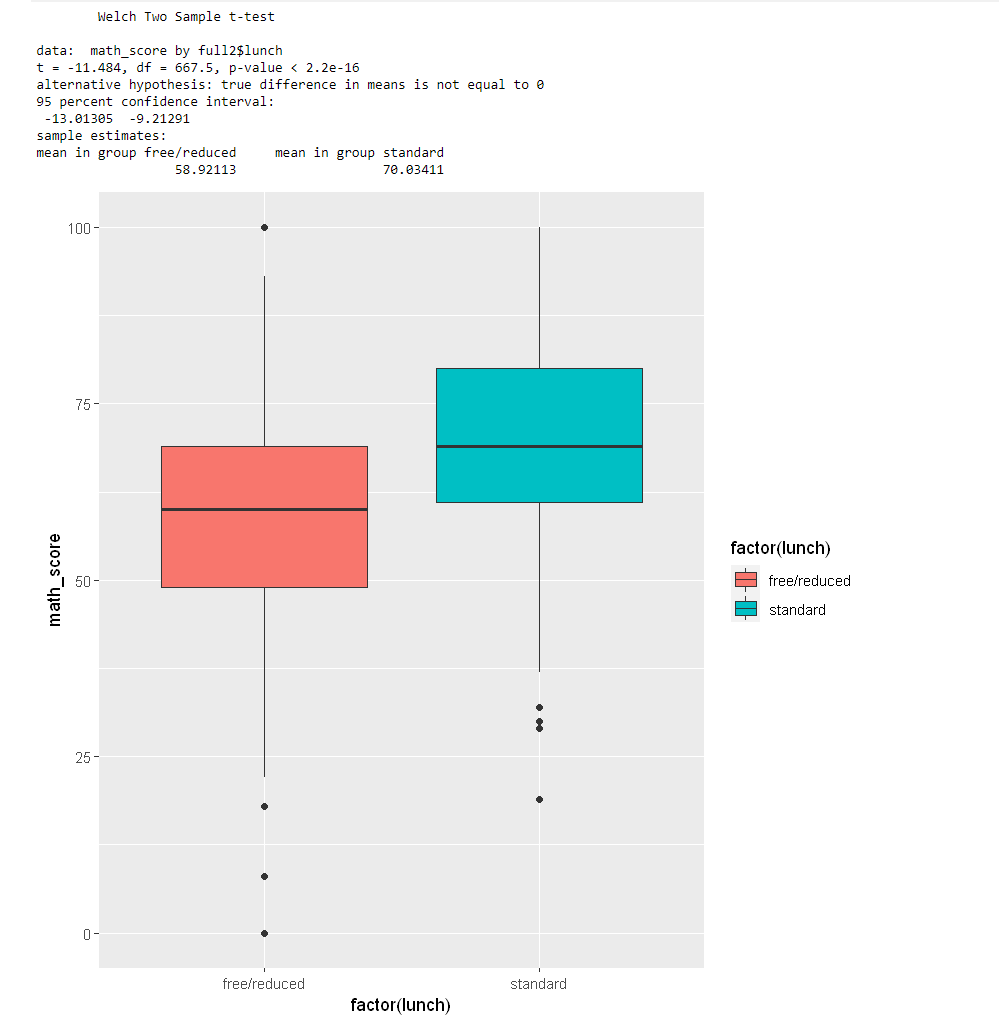 Welch Two Sample t-test
data:  math_score by full2$lunch
t = -11.484, df = 667.5, p-value < 2.2e-16
alternative hypothesis: true difference in means is not equal to 0
95 percent confidence interval:
 -13.01305  -9.21291
sample estimates:
mean in group free/reduced     mean in group standard
                  58.92113                   70.03411
100
75
50
25
0
math_score
free/reduced
standard
factor(lunch)
factor(lunch)
free/reduced
standard